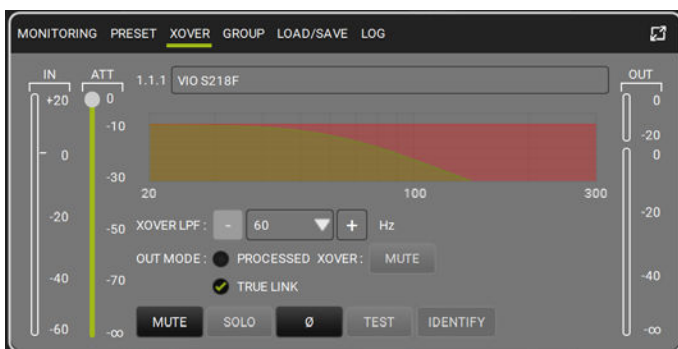 MONITORING PRESET XOVER GROUP LOAD/SAVE LOG
IN ATT 1.1.1 VIO S218F OUT
+20 0 0
-10 -20
0 0
-30
20 100 300
-20 -50 XOVER LPF : - 60 + Hz -20
OUT MODE : PROCESSED XOVER : MUTE
-40 -70 TRUE LINK -40
-60 -∞ MUTE SOLO Ø TEST IDENTIFY -∞